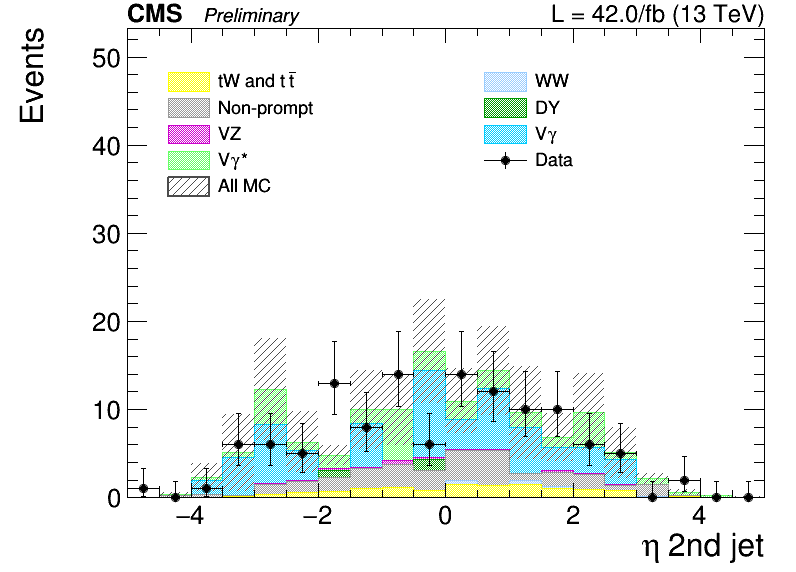 CMS Preliminary L = 42.0/fb (13 TeV)
Events
50
40
30
20
10
0
tW and t t̅
Non-prompt
VZ
Vγ*
All MC
WW
DY
Vγ
Data
−4 −2 0 2 4
η 2nd jet